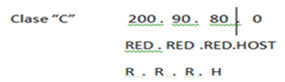 Clase “C” 200 . 90 . 80 . 0
RED . RED .RED.HOST
R . R . R . H